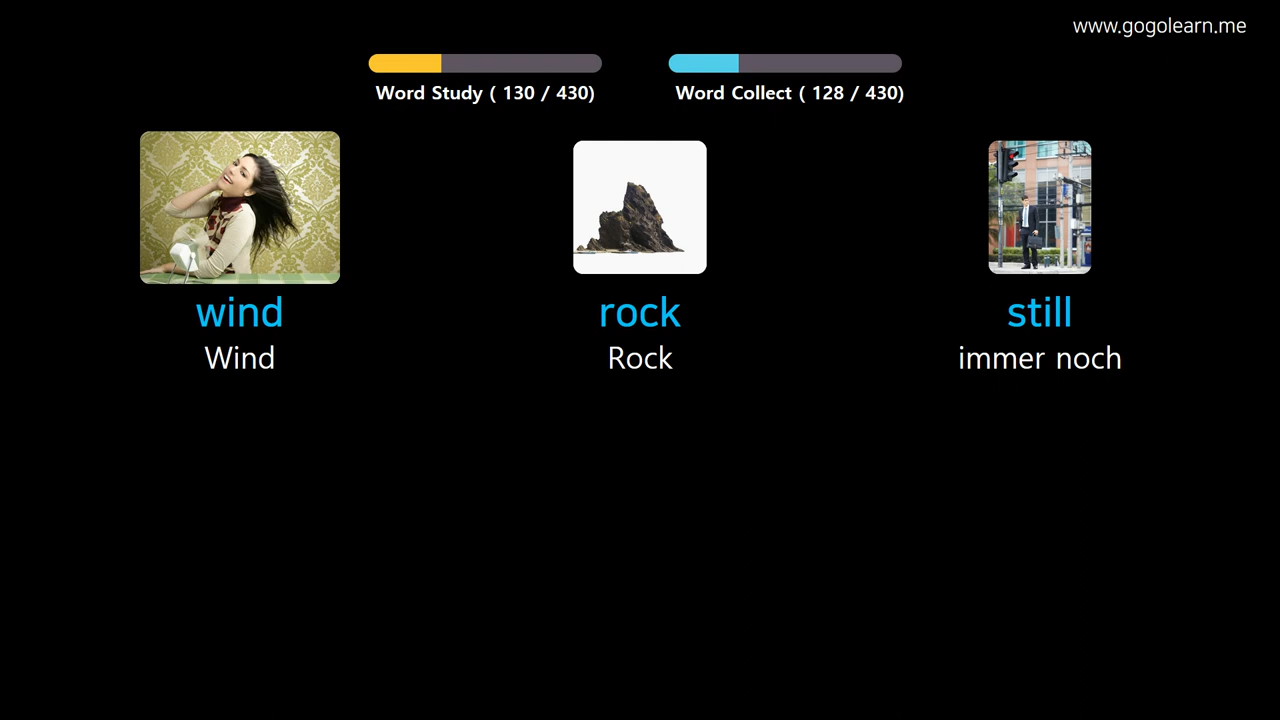 www.gogolearn.me
Word Study ( 130 / 430)
Word Collect ( 128 / 430)
wind
rock
still
Wind
Rock
immer noch